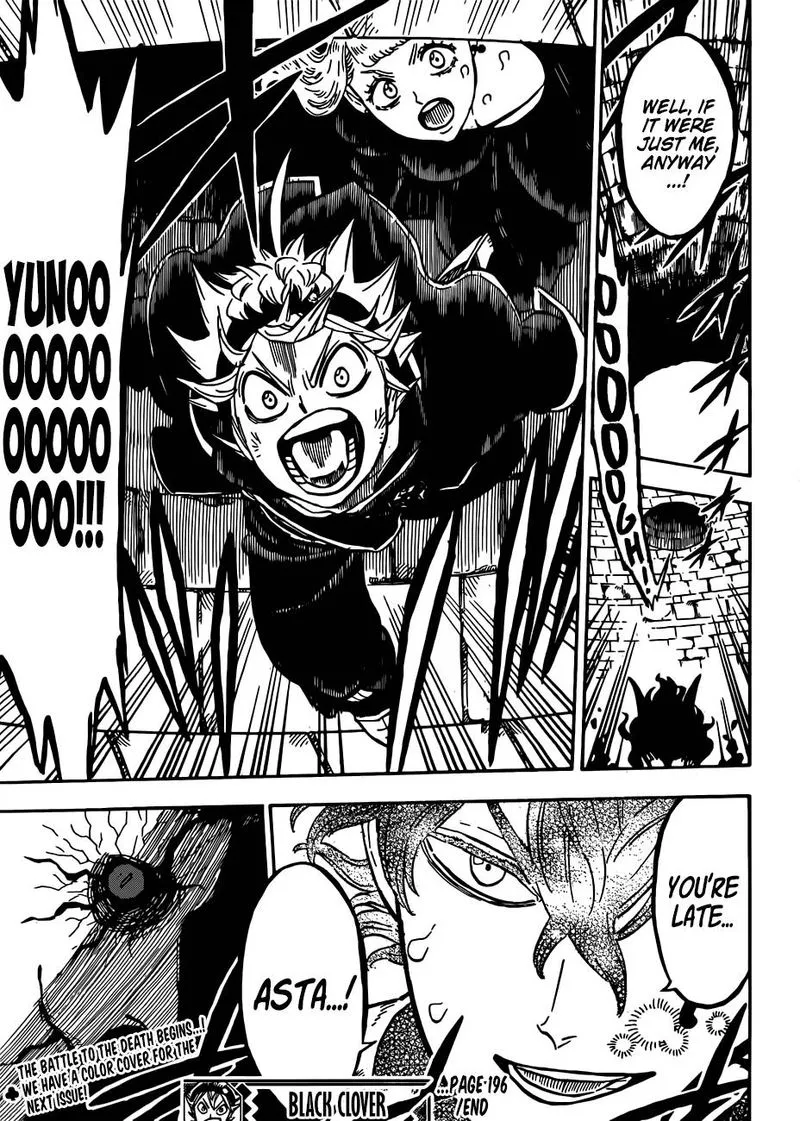 WELL, IF
IT WERE
JUST ME,
ANYWAY
...!
OOOOOGH!!
YUNOO
OOOOO
OOOOO
OOO!!!
YOU'RE
LATE...
ASTA...!
THE BATTLE TO THE DEATH BEGINS...!
WE HAVE A COLOR COVER FOR THE
NEXT ISSUE!
BLACK CLOVER
...PAGE-196
/END